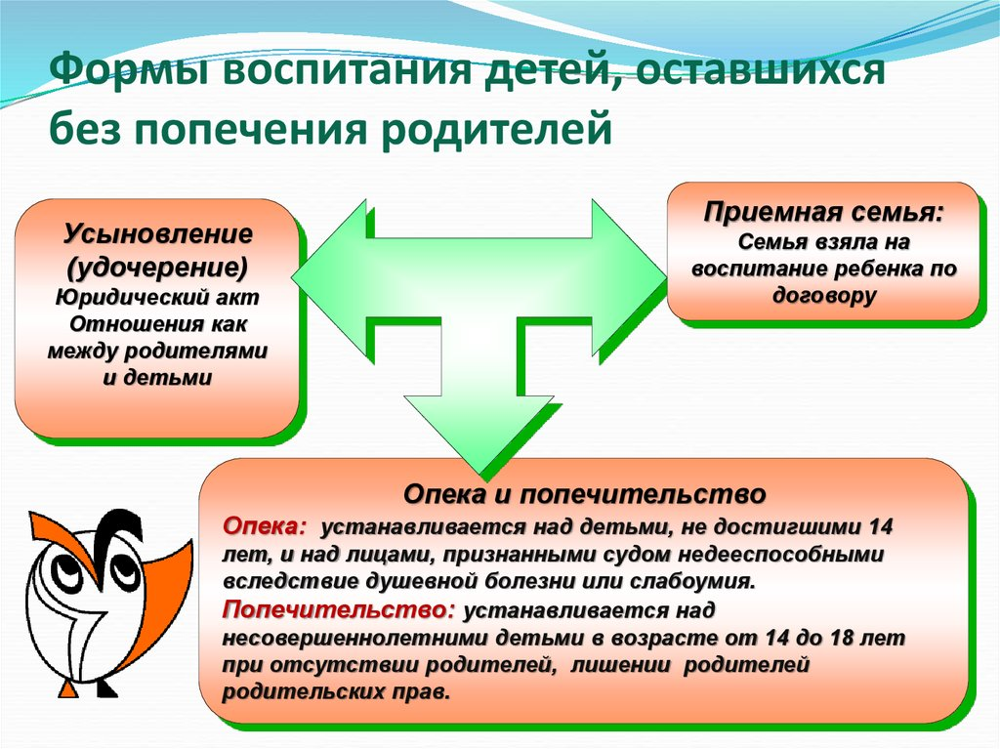 Формы воспитания детей, оставшихся
без попечения родителей
Усыновление
(удочерение)
Юридический акт
Отношения как
между родителями
и детьми
Приемная семья:
Семья взяла на
воспитание ребенка по
договору
Опека и попечительство
Опека: устанавливается над детьми, не достигшими 14
лет, и над лицами, признанными судом недееспособными
вследствие душевной болезни или слабоумия.
Попечительство: устанавливается над
несовершеннолетними детьми в возрасте от 14 до 18 лет
при отсутствии родителей, лишении родителей
родительских прав.